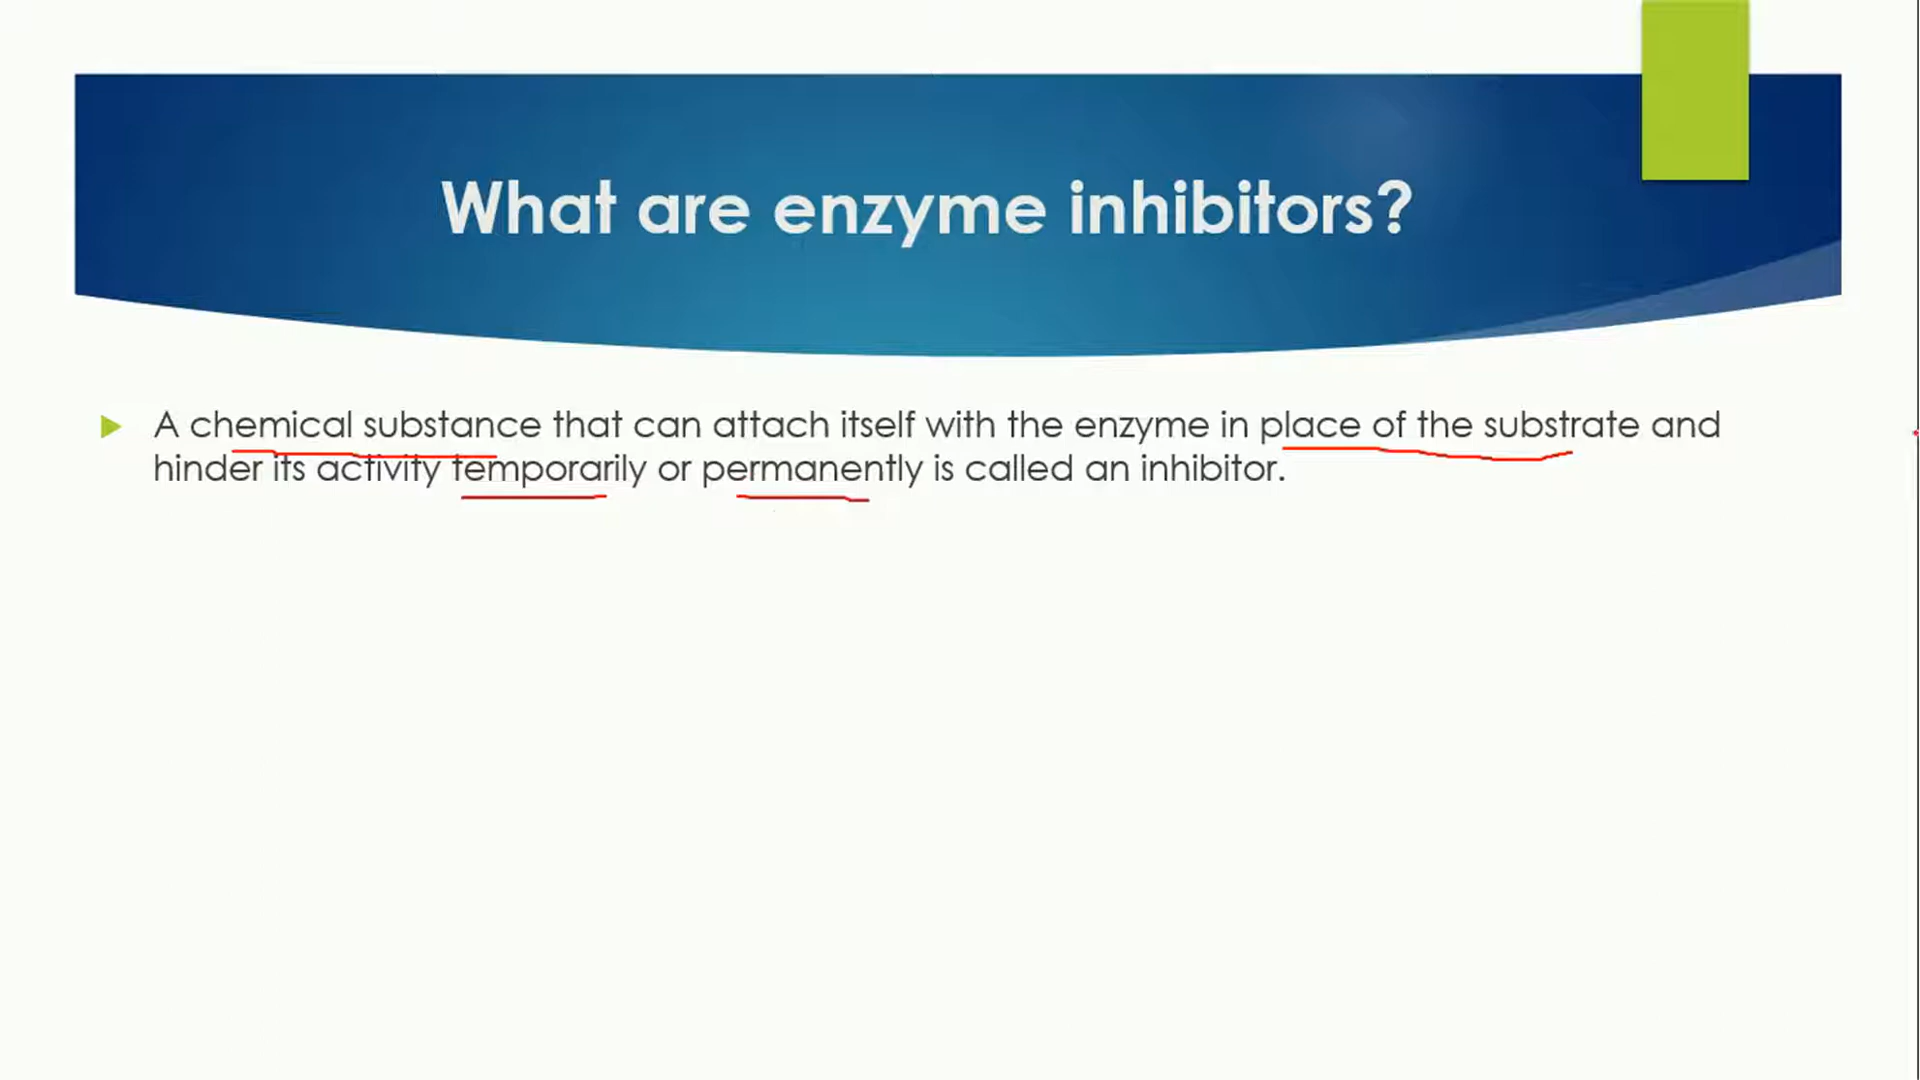 What are enzyme inhibitors?
A chemical substance that can attach itself with the enzyme in place of the substrate and
hinder its activity temporarily or permanently is called an inhibitor.